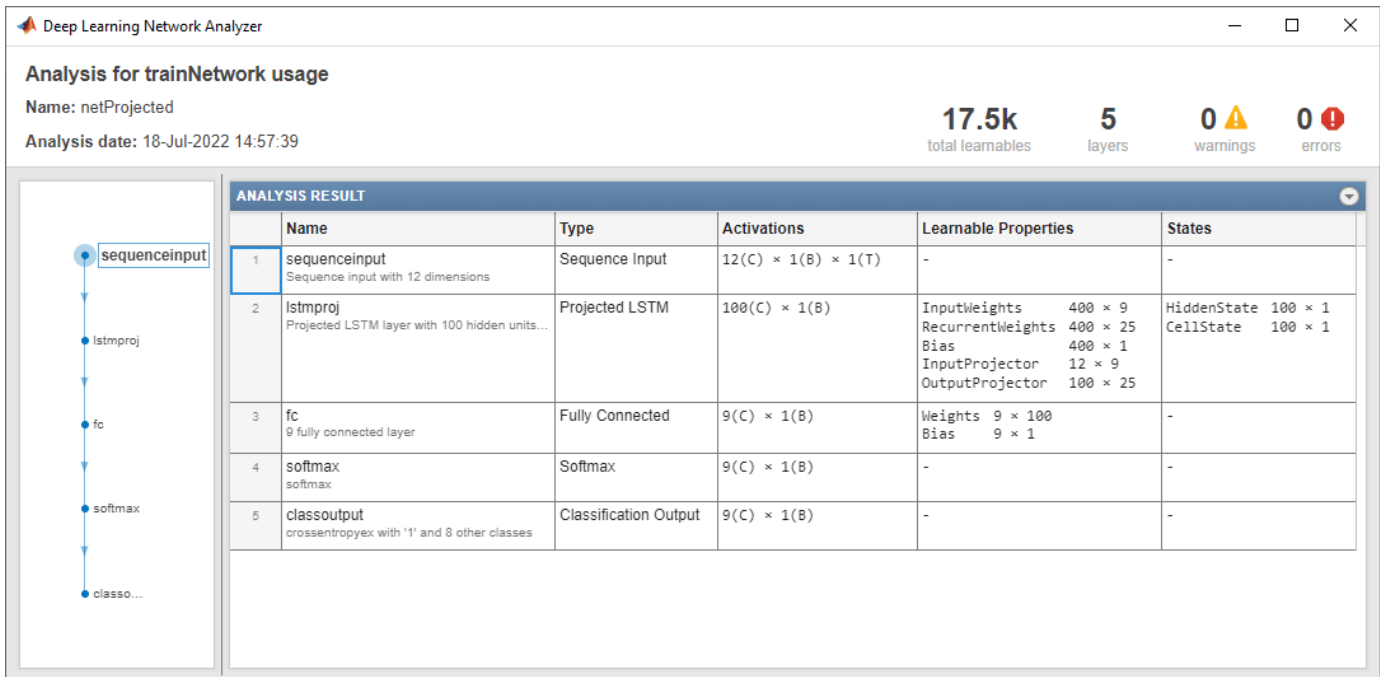 Deep Learning Network Analyzer
Analysis for trainNetwork usage
Name: netProjected
Analysis date: 18-Jul-2022 14:57:39
17.5k 5 0 0
total learnables layers warnings errors
sequenceinput
lstmproj
fc
softmax
classo...
ANALYSIS RESULT
Name Type Activations Learnable Properties States
1 sequenceinput Sequence Input 12(C) × 1(B) × 1(T) - -
Sequence input with 12 dimensions
2 lstmproj Projected LSTM 100(C) × 1(B) InputWeights 400 × 9 HiddenState 100 × 1
Projected LSTM layer with 100 hidden units... RecurrentWeights 400 × 25 CellState 100 × 1
Bias 400 × 1
InputProjector 12 × 9
OutputProjector 100 × 25
3 fc Fully Connected 9(C) × 1(B) Weights 9 × 100 -
9 fully connected layer Bias 9 × 1
4 softmax Softmax 9(C) × 1(B) - -
softmax
5 classoutput Classification Output 9(C) × 1(B) - -
crossentropyex with '1' and 8 other classes